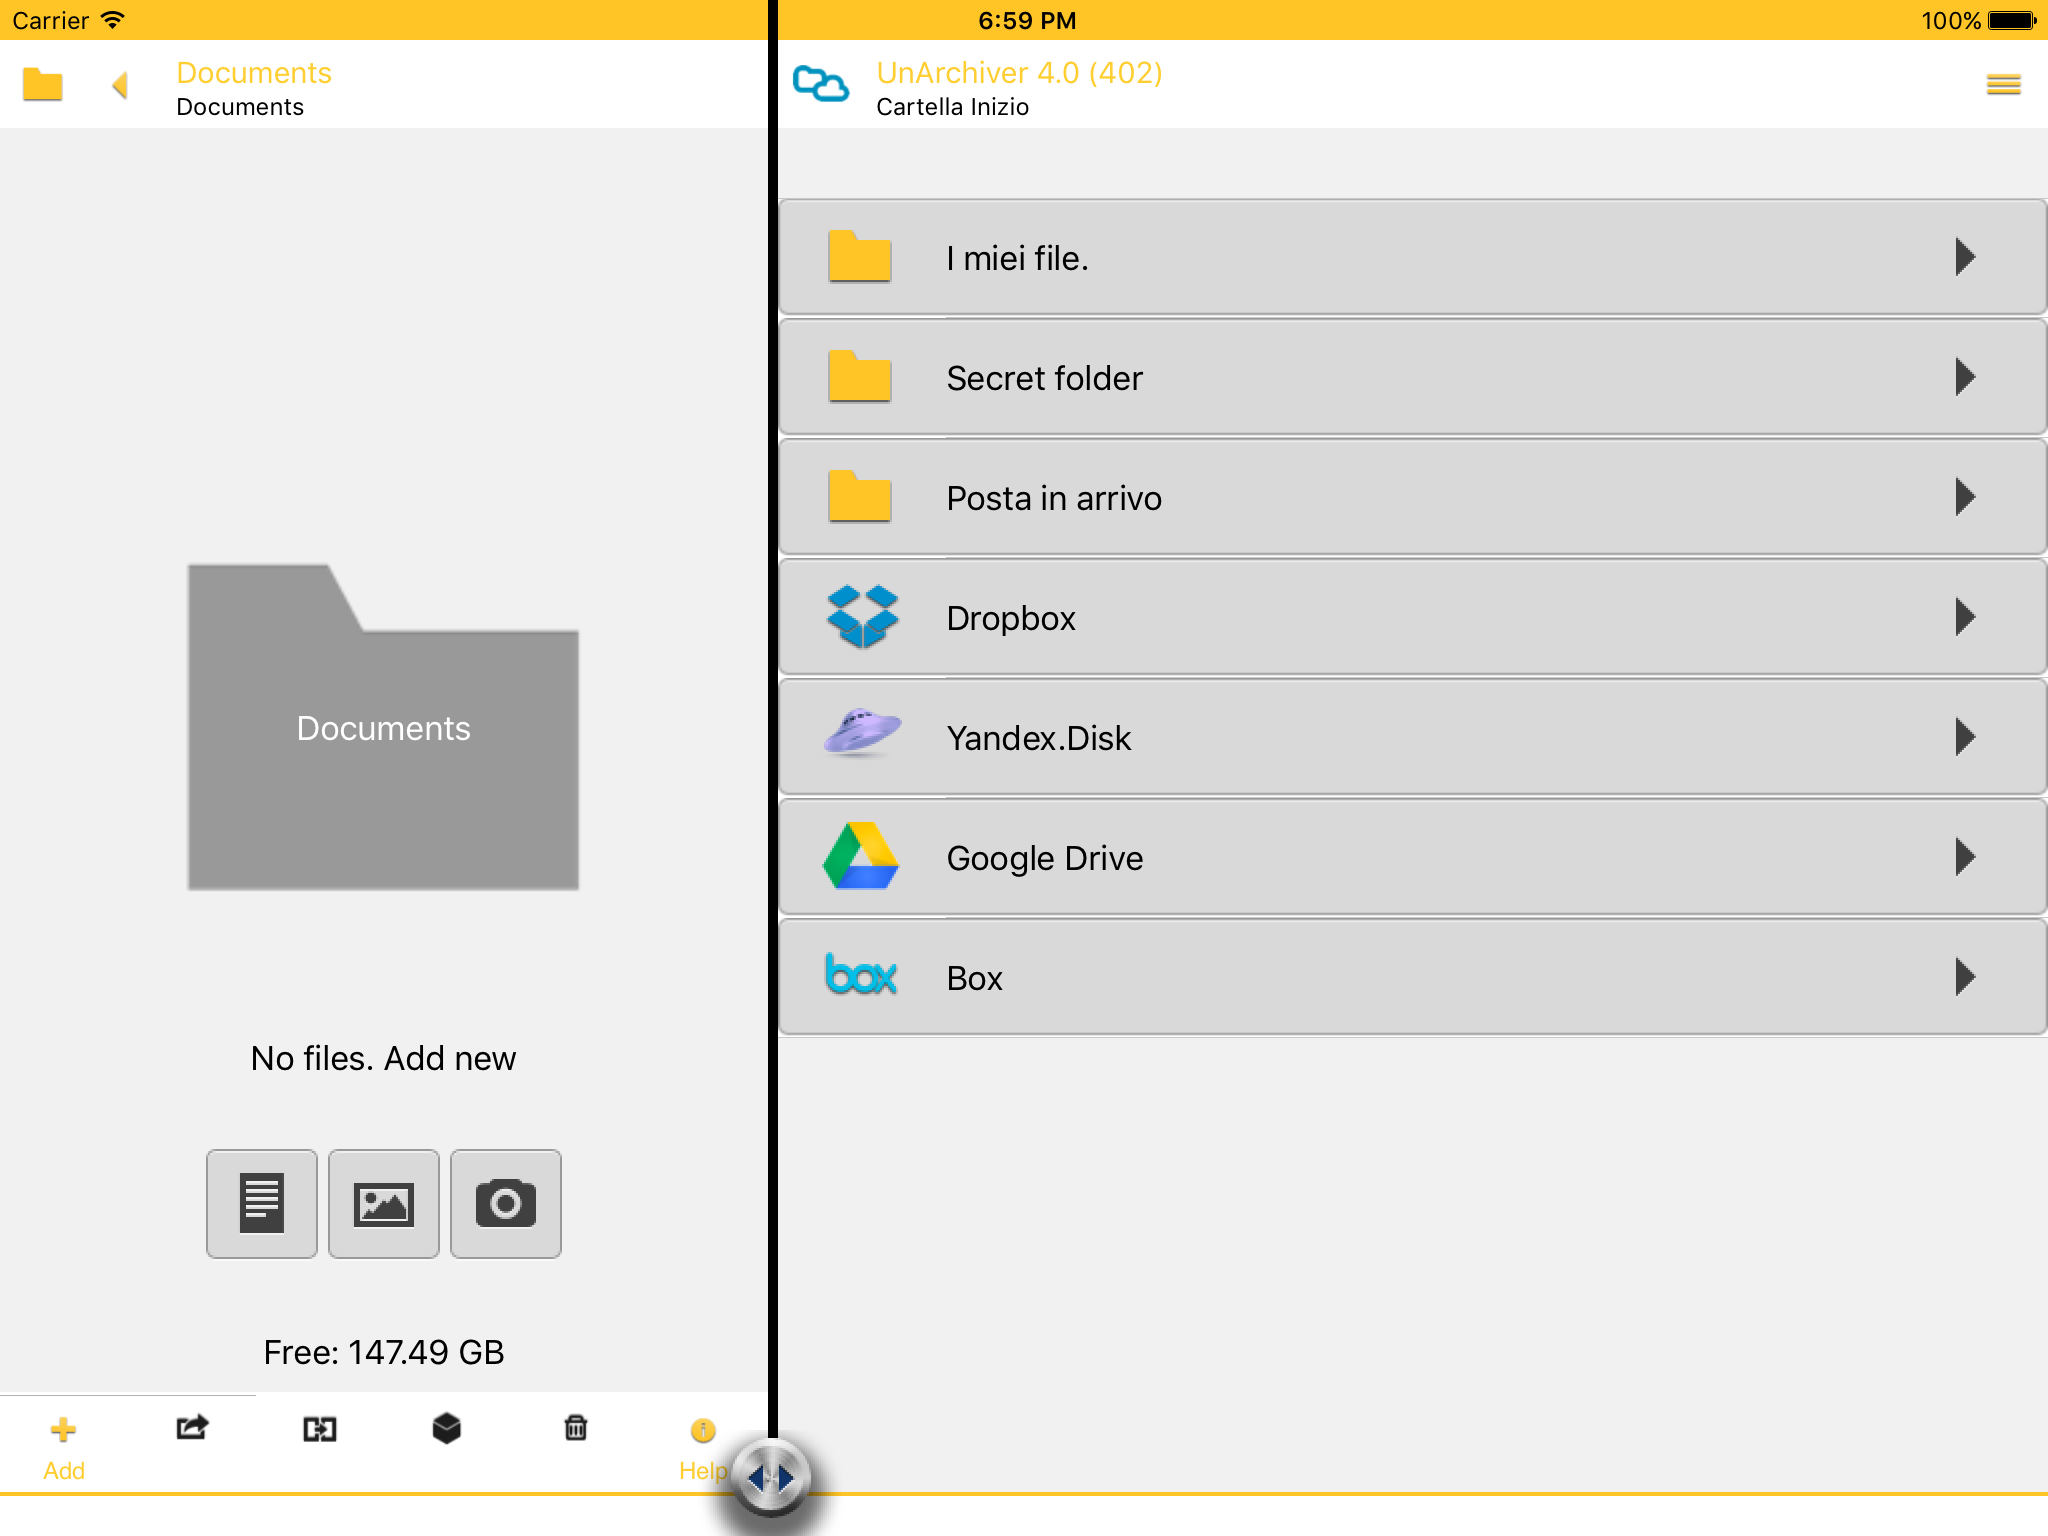 Carrier
6:59 PM
100%
Documents
Documents
UnArchiver 4.0 (402)
Cartella Inizio
I miei file.
Secret folder
Posta in arrivo
Dropbox
Yandex.Disk
Google Drive
box
Box
Documents
No files. Add new
Free: 147.49 GB
Add
Help